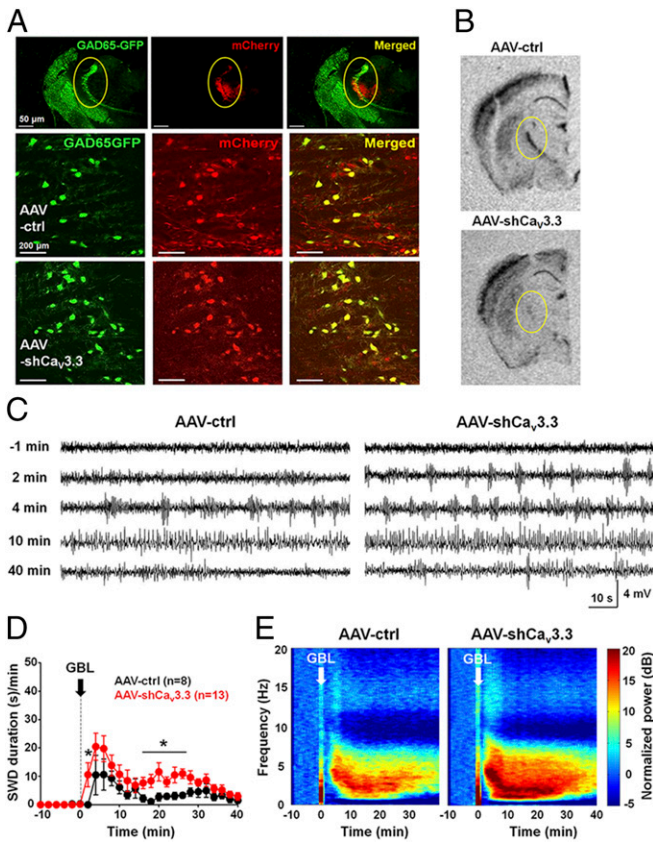 A
GAD65-GFP
mCherry
Merged
50 µm
GAD65GFP
mCherry
Merged
AAV
-ctrl
200 µm
AAV
-shCaV3.3
B
AAV-ctrl
AAV-shCaV3.3
C
AAV-ctrl
AAV-shCav3.3
-1 min
2 min
4 min
10 min
40 min
10 s
4 mV
D
GBL
AAV-ctrl (n=8)
AAV-shCav3.3 (n=13)
*
*
SWD duration (s)/min
50
40
30
20
10
0
-10 0 10 20 30 40
Time (min)
E
AAV-ctrl
AAV-shCav3.3
GBL
GBL
Frequency (Hz)
20
15
10
5
0
-10 0 10 20 30
-10 0 10 20 30 40
Time (min)
Time (min)
20
15
10
5
0
-5
Normalized power (dB)